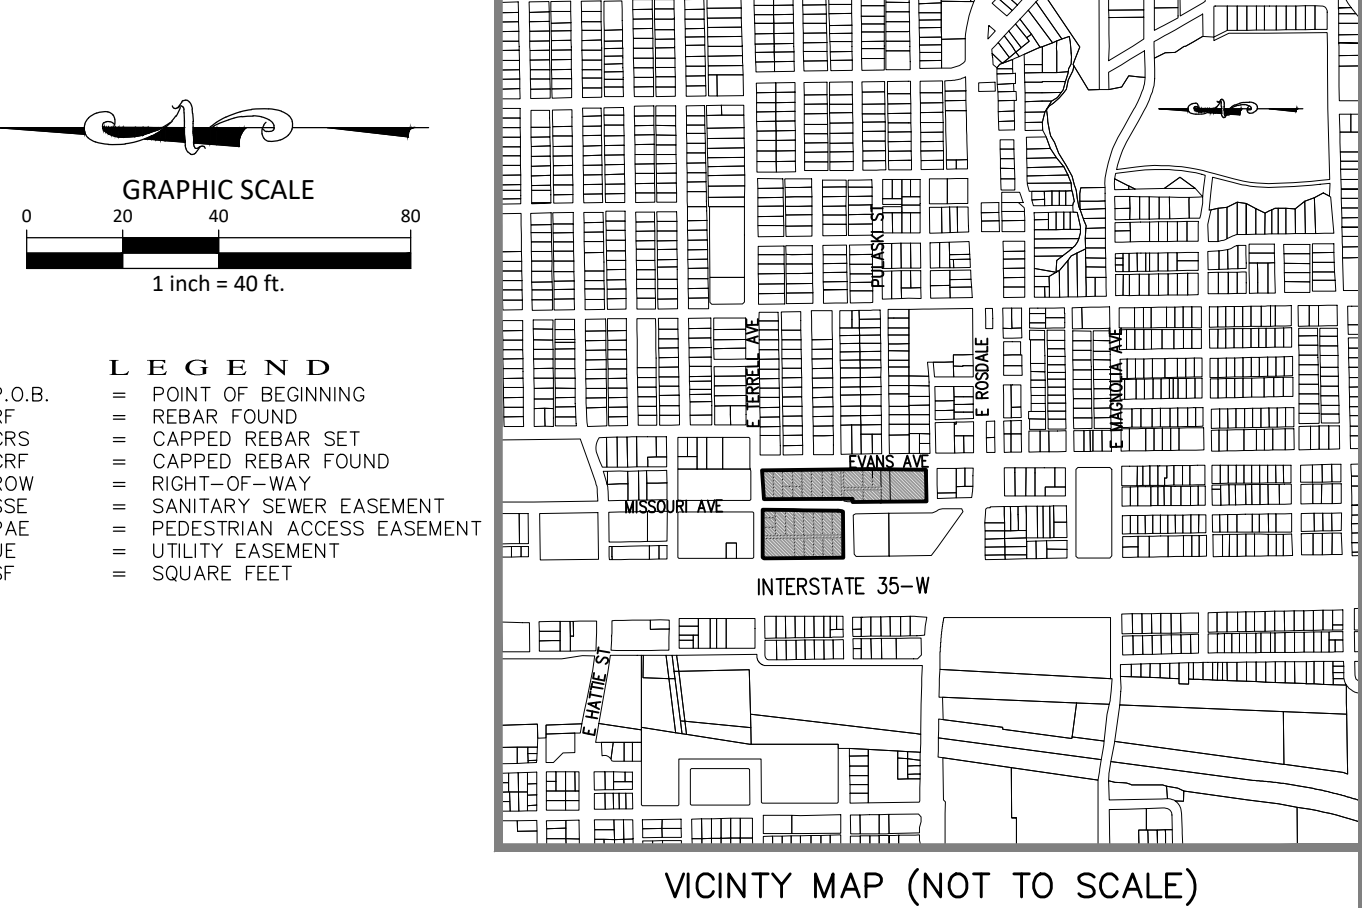 GRAPHIC SCALE
0 20 40 80
1 inch = 40 ft.
LEGEND
P.O.B. = POINT OF BEGINNING
RF = REBAR FOUND
CRS = CAPPED REBAR SET
CRF = CAPPED REBAR FOUND
ROW = RIGHT-OF-WAY
SSE = SANITARY SEWER EASEMENT
PAE = PEDESTRIAN ACCESS EASEMENT
UE = UTILITY EASEMENT
SF = SQUARE FEET
PULASKI ST
E TERRELL AVE
E ROSDALE
E MAGNOLIA AVE
EVANS AVE
MISSOURI AVE
INTERSTATE 35-W
E HATTIE ST
VICINTY MAP (NOT TO SCALE)